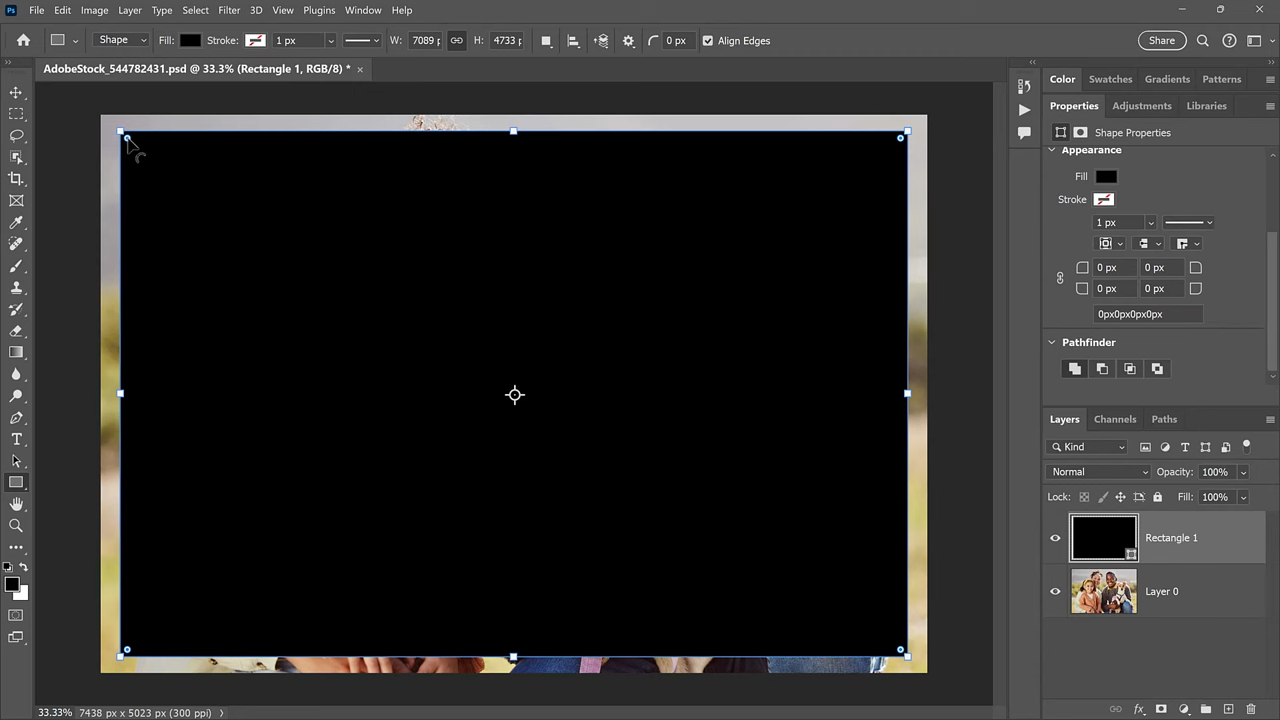 Ps File Edit Image Layer Type Select Filter 3D View Plugins Window Help
Shape Fill: Stroke: 1 px W: 7089 p H: 4733 p 0 px Align Edges Share
AdobeStock_544782431.psd @ 33.3% (Rectangle 1, RGB/8) * ×
Color Swatches Gradients Patterns
Properties Adjustments Libraries
Shape Properties
Appearance
Fill
Stroke
1 px
0 px 0 px
0 px 0 px
0px0px0px0px
Pathfinder
Layers Channels Paths
Kind
Normal Opacity: 100%
Lock: Fill: 100%
Rectangle 1
Layer 0
33.33% 7438 px x 5023 px (300 ppi)